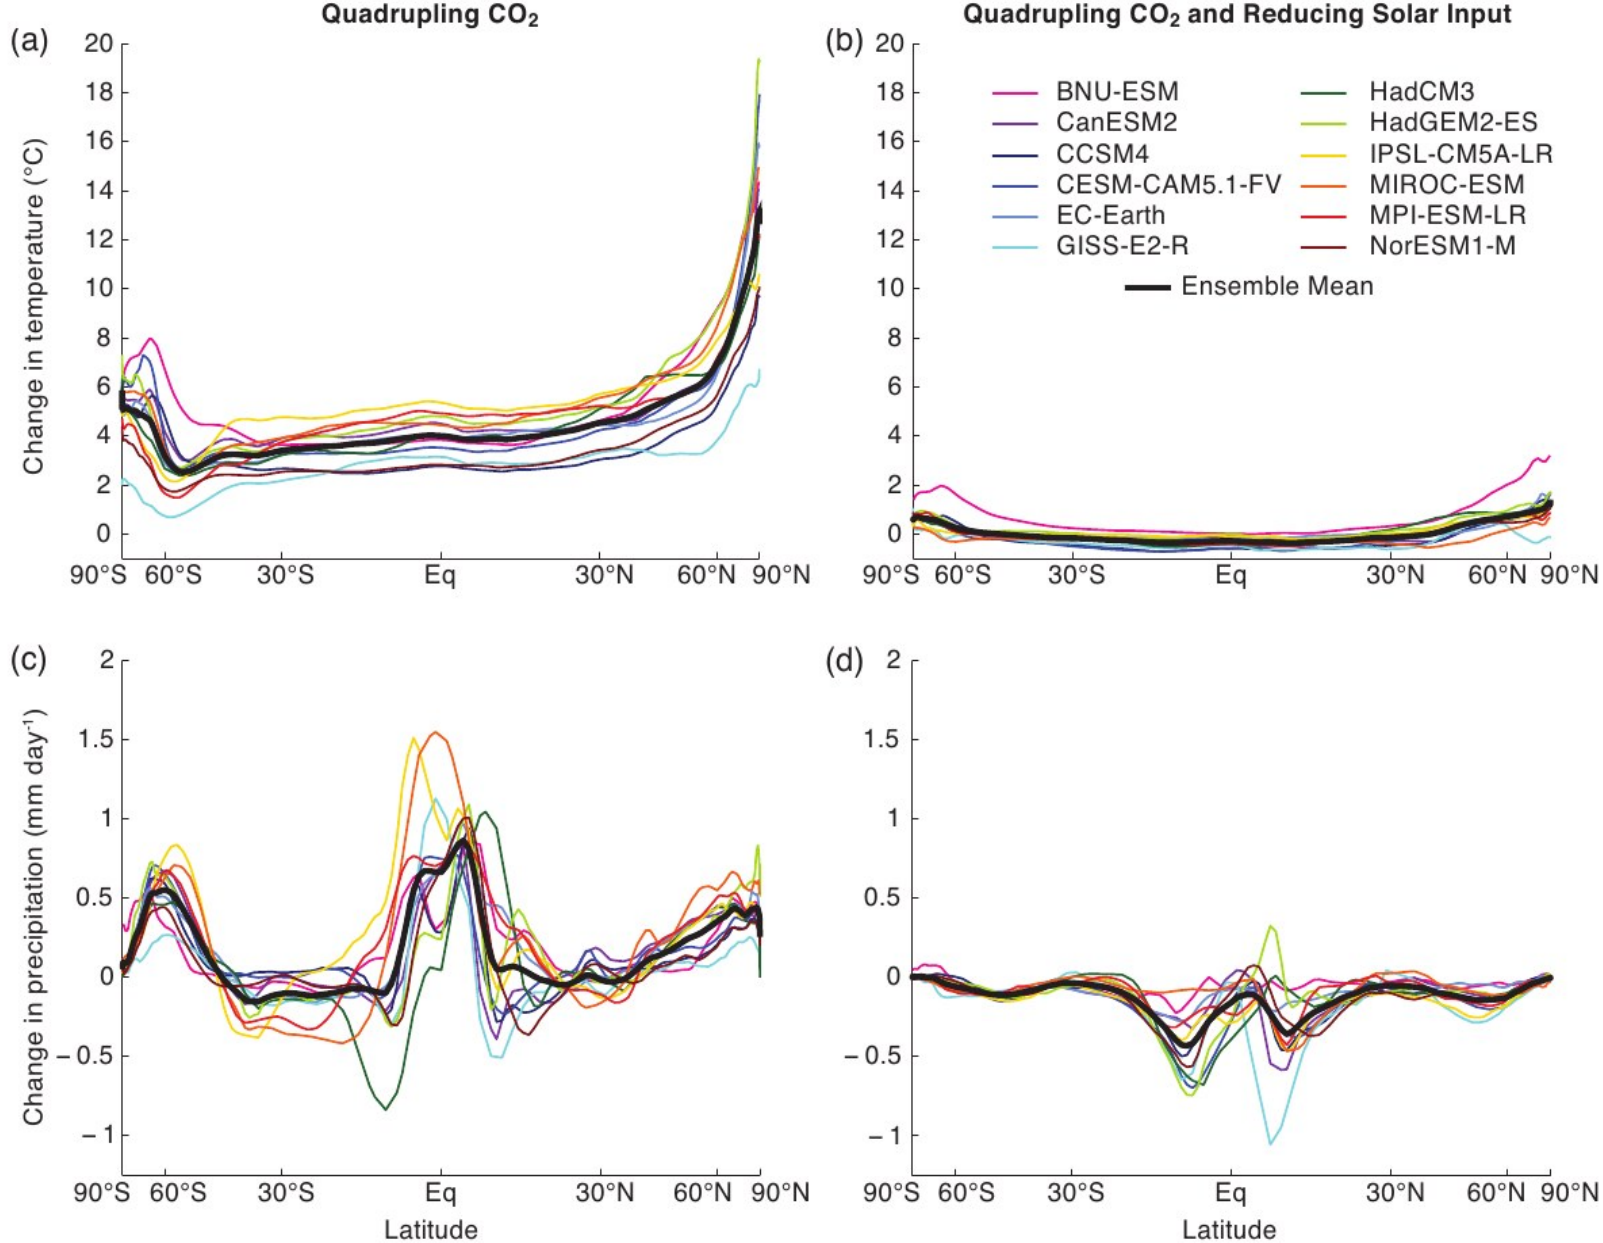 Quadrupling CO₂
Quadrupling CO₂ and Reducing Solar Input
(a)
Change in temperature (°C)
20
18
16
14
12
10
8
6
4
2
0
90°S 60°S 30°S Eq 30°N 60°N 90°N
(b)
20
18
16
14
12
10
8
6
4
2
0
BNU-ESM
CanESM2
CCSM4
CESM-CAM5.1-FV
EC-Earth
GISS-E2-R
HadCM3
HadGEM2-ES
IPSL-CM5A-LR
MIROC-ESM
MPI-ESM-LR
NorESM1-M
Ensemble Mean
90°S 60°S 30°S Eq 30°N 60°N 90°N
(c)
Change in precipitation (mm day⁻¹)
2
1.5
1
0.5
0
−0.5
−1
90°S 60°S 30°S Eq 30°N 60°N 90°N
Latitude
(d)
2
1.5
1
0.5
0
−0.5
−1
90°S 60°S 30°S Eq 30°N 60°N 90°N
Latitude